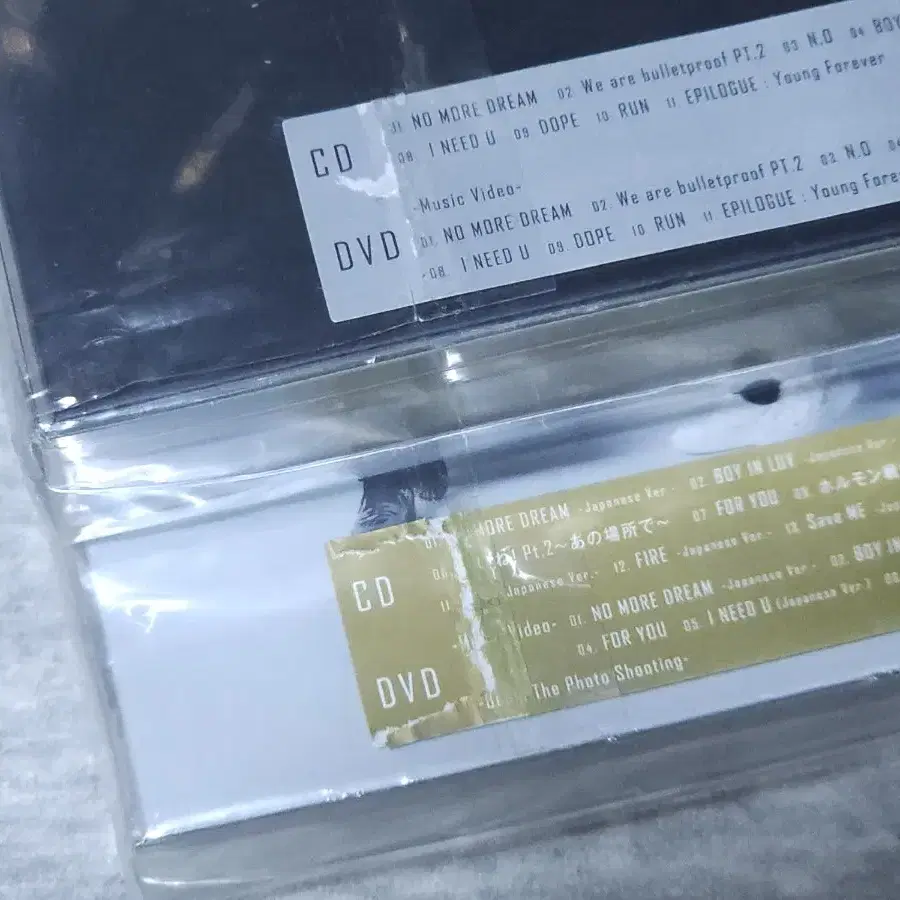 CD
01. NO MORE DREAM 02. We are bulletproof PT.2 03 N.O 04 BOY
08. I NEED U 09 DOPE 10 RUN 11 EPILOGUE : Young Forever
-Music Video-
DVD
01. NO MORE DREAM 02. We are bulletproof PT.2 03. N.O
-08. I NEED U 09. DOPE 10 RUN 11 EPILOGUE : Young
CD
MORE DREAM -Japanese Ver.- 02. BOY IN LUV -Japanese Ver.-
Pt.2～あの場所で～ 07 FOR YOU 08. ホルモン
11 Japanese Ver.- 12. FIRE -Japanese Ver.- 13. Save ME
Video- 01. NO MORE DREAM -Japanese Ver.- BOY IN
DVD
04. FOR YOU 05. I NEED U (Japanese Ver.)
The Photo Shooting-